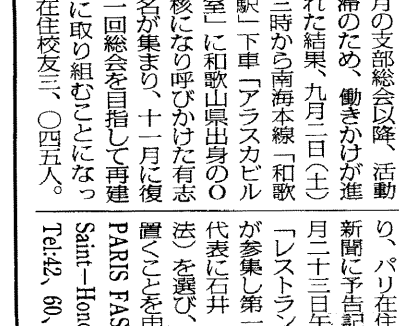 月の支部総会以降、活動
滞のため、働きかけが進
れた結果、九月二日（土）
三時から南海本線「和歌
駅」下車「アラスカビル
室」に和歌山県出身のO
核になり呼びかけた有志
名が集まり、十一月に復
一回総会を目指して再建
に取り組むことになっ
在住校友三、〇四五人。
り、パリ在住
新聞に予告記
月二十三日午
「レストラン
が参集し第一
代表に石井
法）を選び、
置くことを
PARIS FAS
Saint－Hono
Tel:42、60、